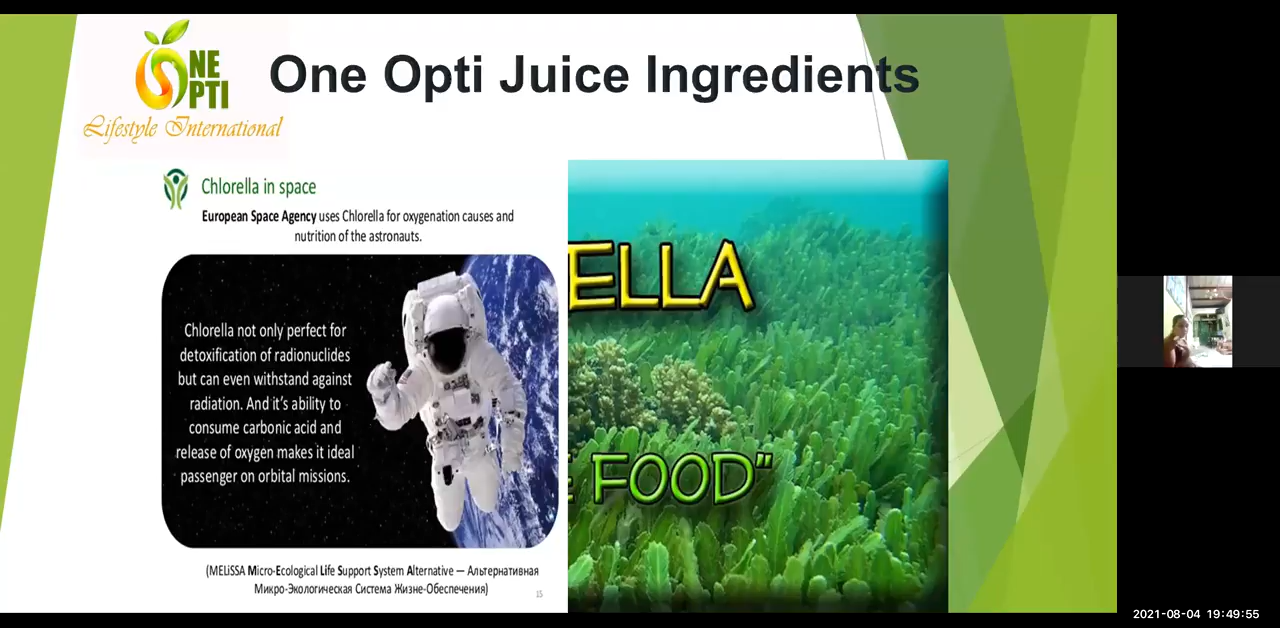 NE
PTI
Lifestyle International
One Opti Juice Ingredients
Chlorella in space
European Space Agency uses Chlorella for oxygenation causes and
nutrition of the astronauts.
Chlorella not only perfect for
detoxification of radionuclides
but can even withstand against
radiation. And it's ability to
consume carbonic acid and
release of oxygen makes it ideal
passenger on orbital missions.
(MELiSSA Micro-Ecological Life Support System Alternative — Альтернативная
Микро-Экологическая Система Жизне-Обеспечения)
15
ELLA
FOOD"
2021-08-04 19:49:55